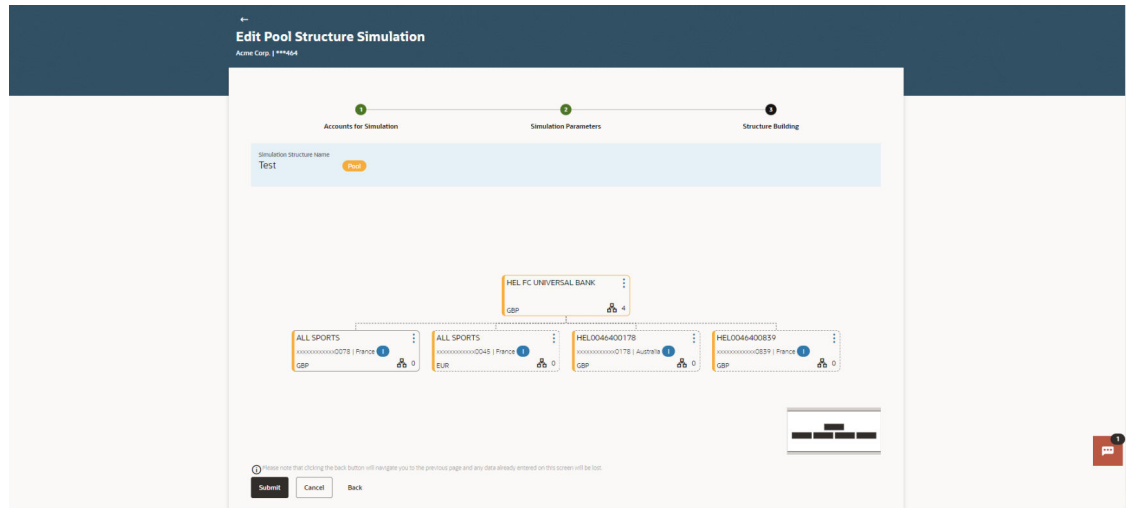 ←
Edit Pool Structure Simulation
Acme Corp. | ***464
1
2
3
Accounts for Simulation
Simulation Parameters
Structure Building
Simulation Structure Name
Test
Pool
HEL FC UNIVERSAL BANK
GBP
4
ALL SPORTS
xxxxxxxxxxxx0078 | France I
GBP
0
ALL SPORTS
xxxxxxxxxxxx0045 | France I
EUR
0
HEL0046400178
xxxxxxxxxxxx0178 | Australia I
GBP
0
HEL0046400839
xxxxxxxxxxxx0839 | France I
GBP
0
Please note that clicking the back button will navigate you to the previous page and any data already entered on this screen will be lost
Submit
Cancel
Back
1